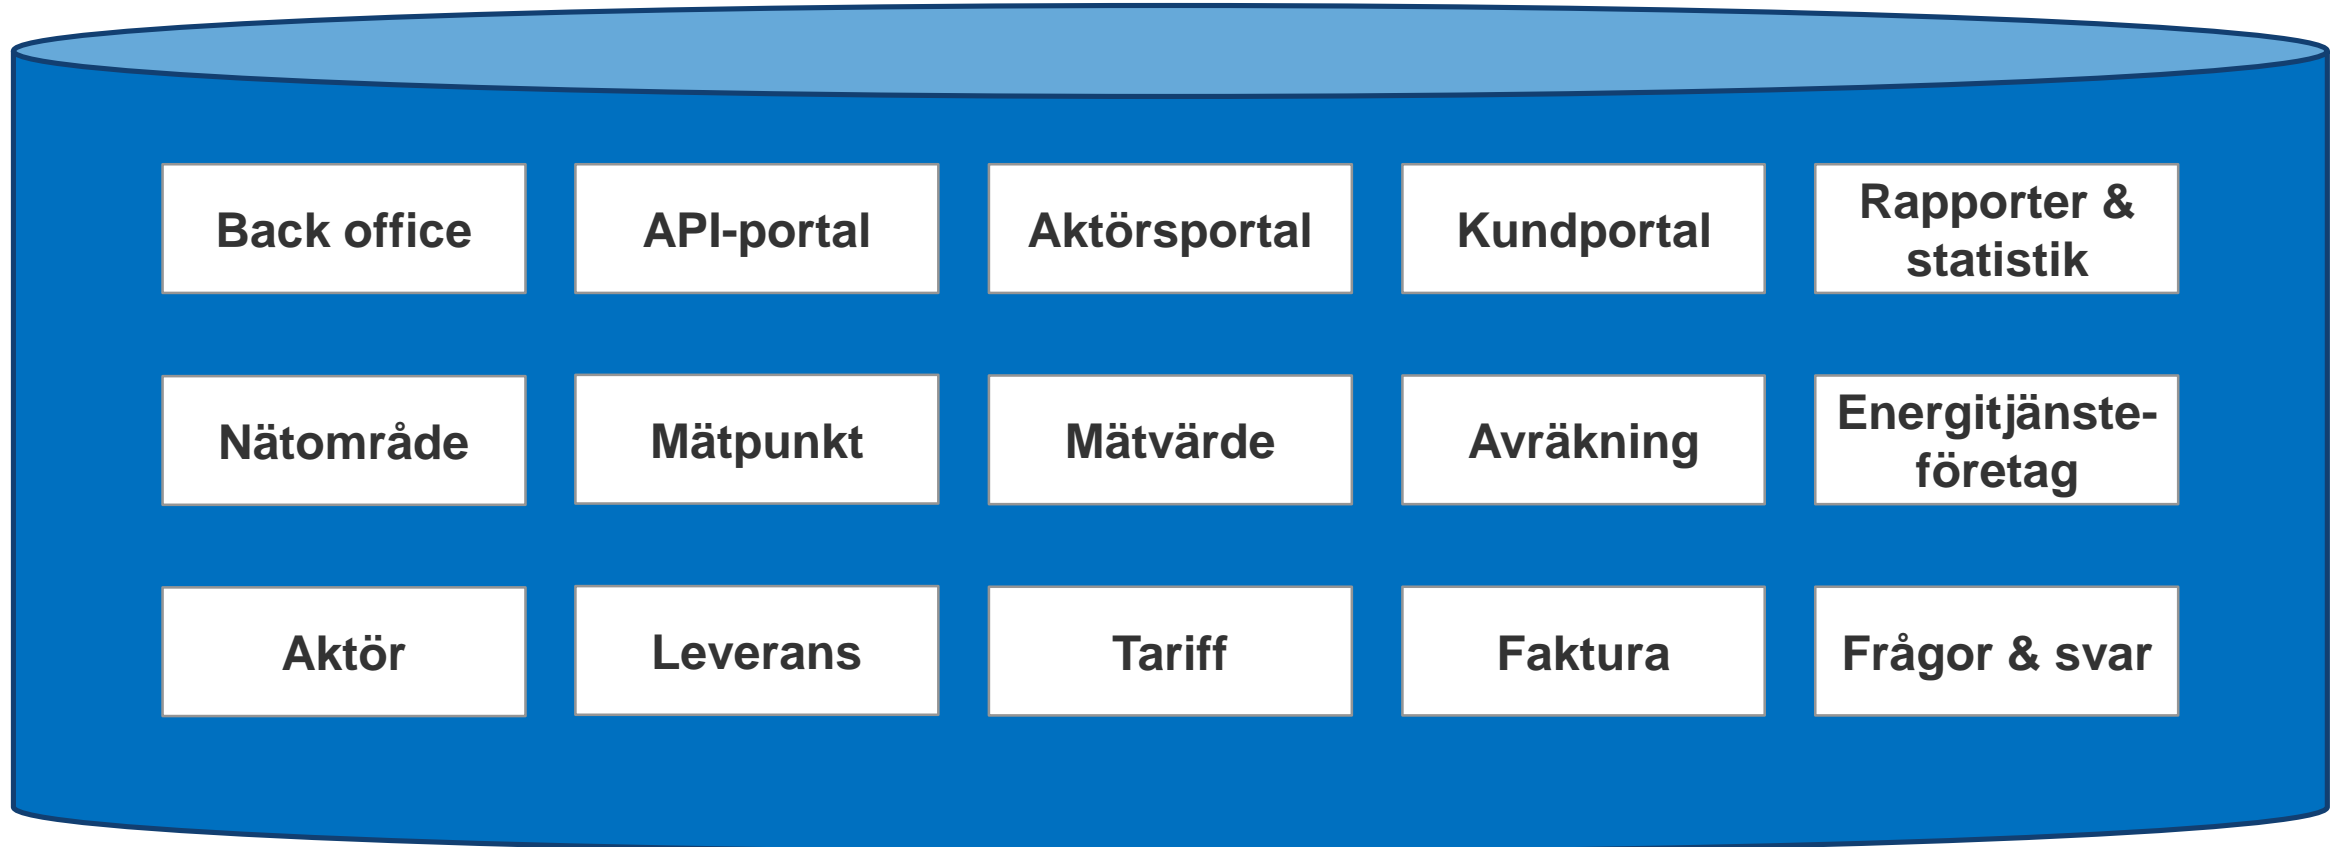 Back office
API-portal
Aktörsportal
Kundportal
Rapporter &
statistik
Nätområde
Mätpunkt
Mätvärde
Avräkning
Energitjänste-
företag
Aktör
Leverans
Tariff
Faktura
Frågor & svar